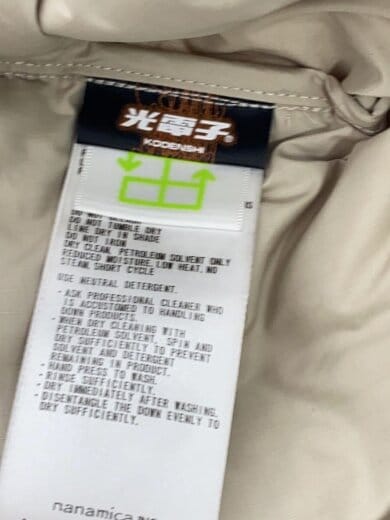 光電子®
KODENSHI
DO NOT TUMBLE DRY
LINE DRY IN SHADE
DO NOT IRON
DRY CLEAN, PETROLEUM SOLVENT ONLY
REDUCED MOISTURE, LOW HEAT, NO
STEAM, SHORT CYCLE
USE NEUTRAL DETERGENT.
- ASK PROFESSIONAL CLEANER WHO
IS ACCUSTOMED TO HANDLING
DOWN PRODUCTS.
- WHEN DRY CLEANING WITH
PETROLEUM SOLVENT, SPIN AND
DRY SUFFICIENTLY TO PREVENT
SOLVENT AND DETERGENT
REMAINING IN PRODUCT.
- HAND PRESS TO WASH.
- RINSE SUFFICIENTLY.
- DRY IMMEDIATELY AFTER WASHING.
- DISENTANGLE THE DOWN EVENLY TO
DRY SUFFICIENTLY.
nanamica